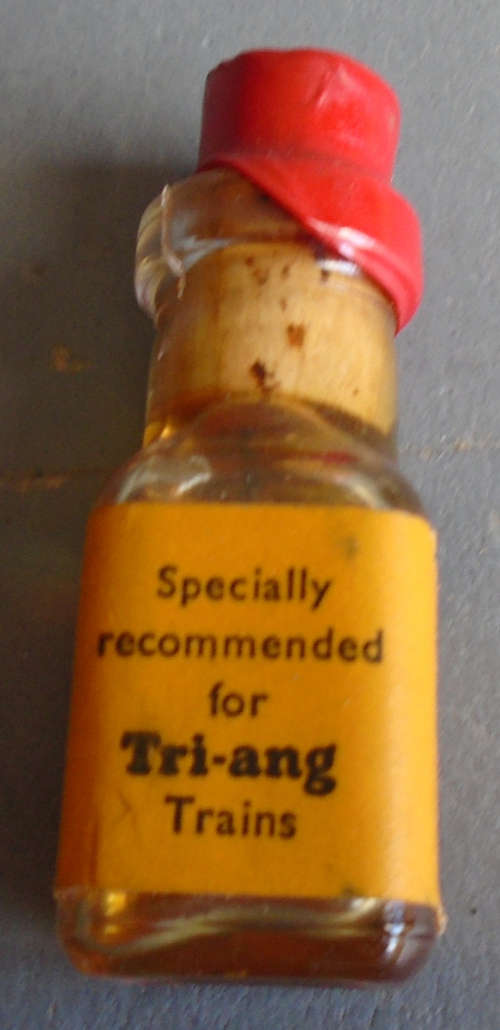 Specially
recommended
for
Tri-ang
Trains